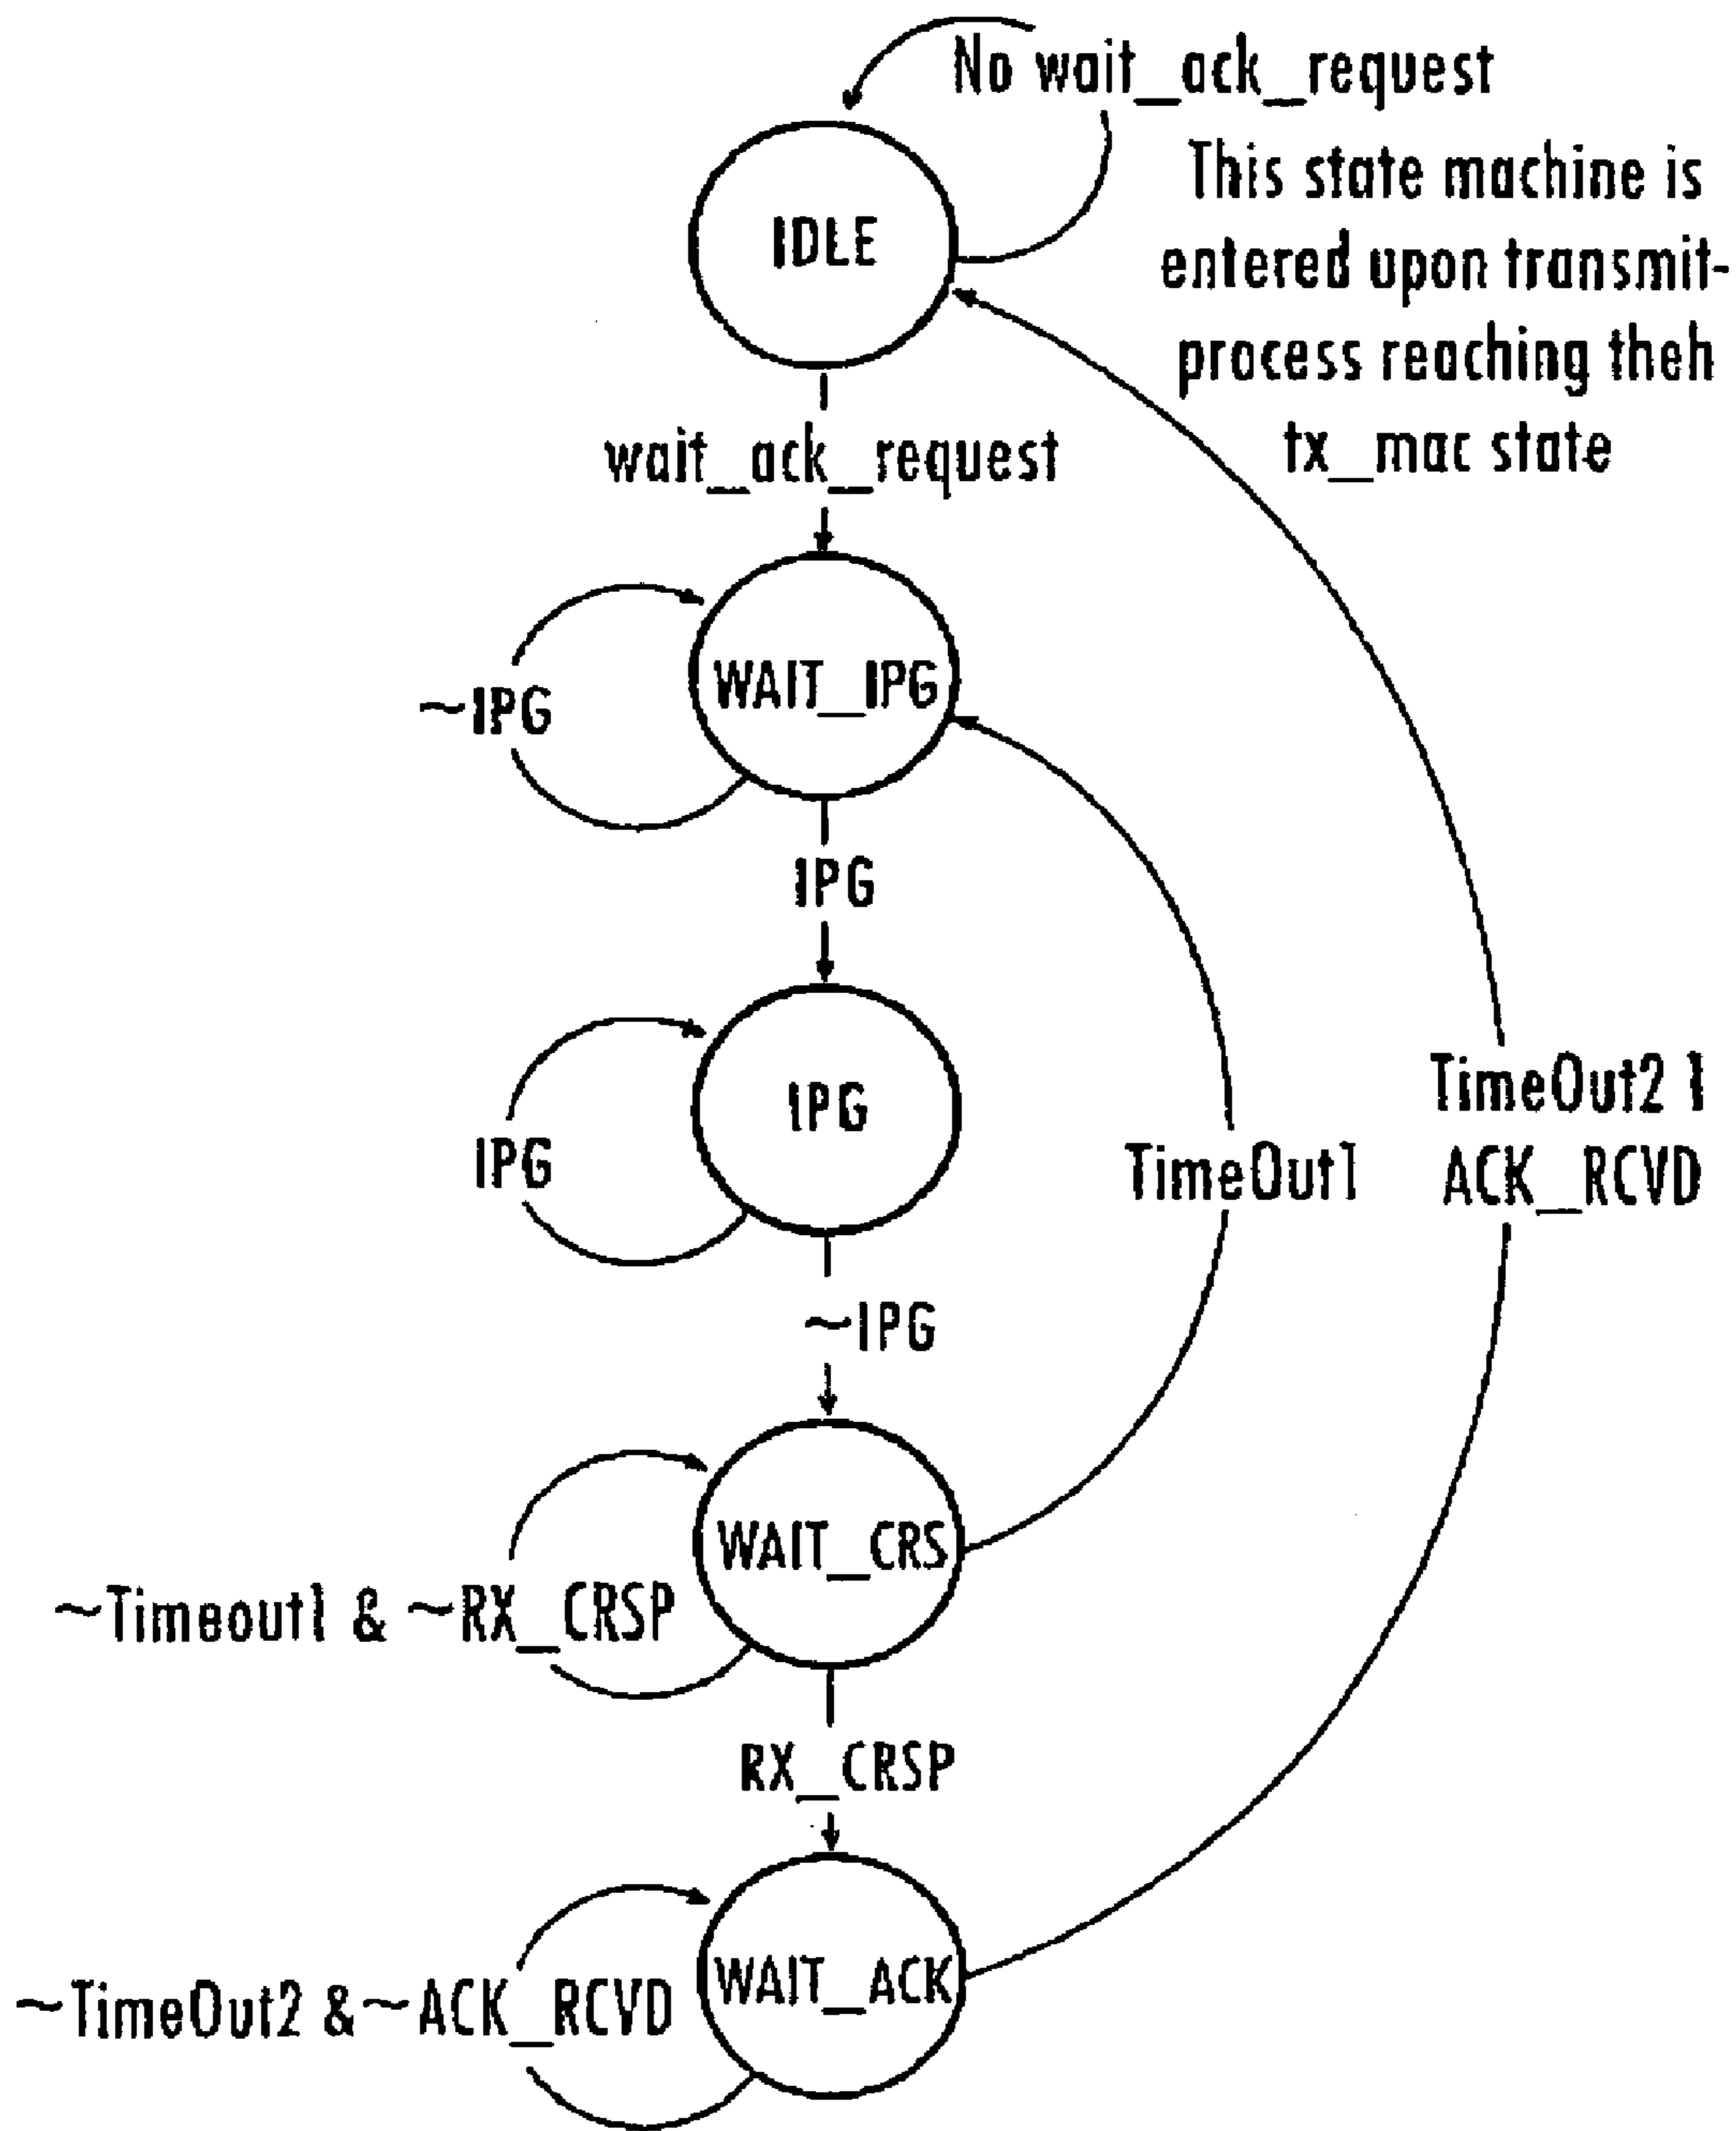 No wait_ack_request
This state machine is
entered upon transmit-
process reaching theh
tx_mac state
IDLE
wait_ack_request
WAIT_IPG
~IPG
IPG
IPG
IPG
~IPG
TimeOut1
TimeOut2 1
ACK_RCVD
WAIT_CRS
~Timeout1 & ~RX_CRSP
RX_CRSP
WAIT_ACK
~TimeOut2 &~ACK_RCVD